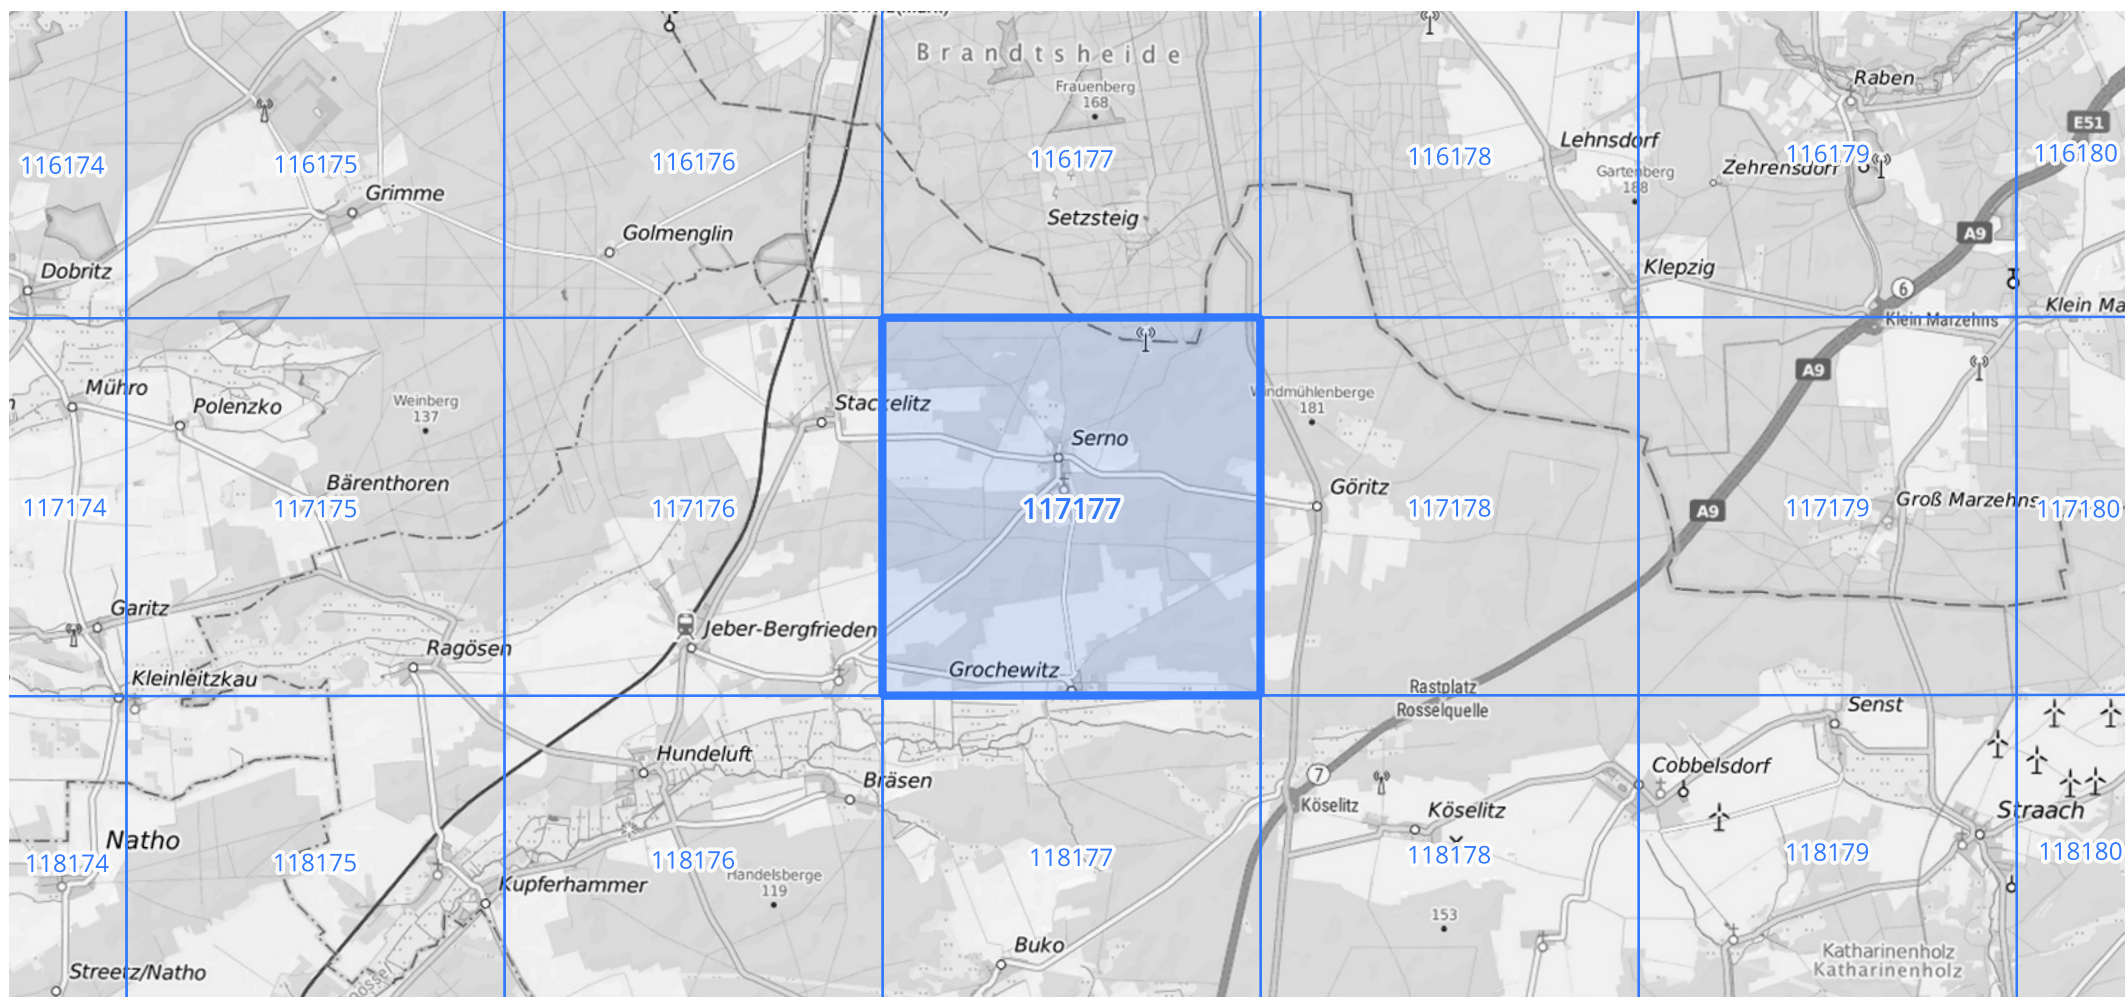 Brandtsheide
Frauenberg
168
Raben
E51
Lehnsdorf
116174
116175
116176
116177
116178
116179
116180
Zehrensdorf
Gartenberg
188
Grimme
Setzsteig
Golmenglin
A9
Dobritz
Klepzig
6
Klein Ma
Klein Marzehns
A9
Mühro
Polenzko
Weinberg
137
Stackelitz
Windmühlenberge
181
Serno
Bärenthoren
Göritz
Groß Marzehns
117174
117175
117176
117177
117178
A9
117179
117180
Garitz
Jeber-Bergfrieden
Ragösen
Grochewitz
Kleinleitzkau
Rastplatz
Rosselquelle
Senst
Hundeluft
Bräsen
7
Cobbelsdorf
Köselitz
Köselitz
Straach
Natho
118174
118175
118176
118177
118178
118179
118180
Kupferhammer
Handelsberge
119
153
Buko
Katharinenholz
Katharinenholz
Streetz/Natho